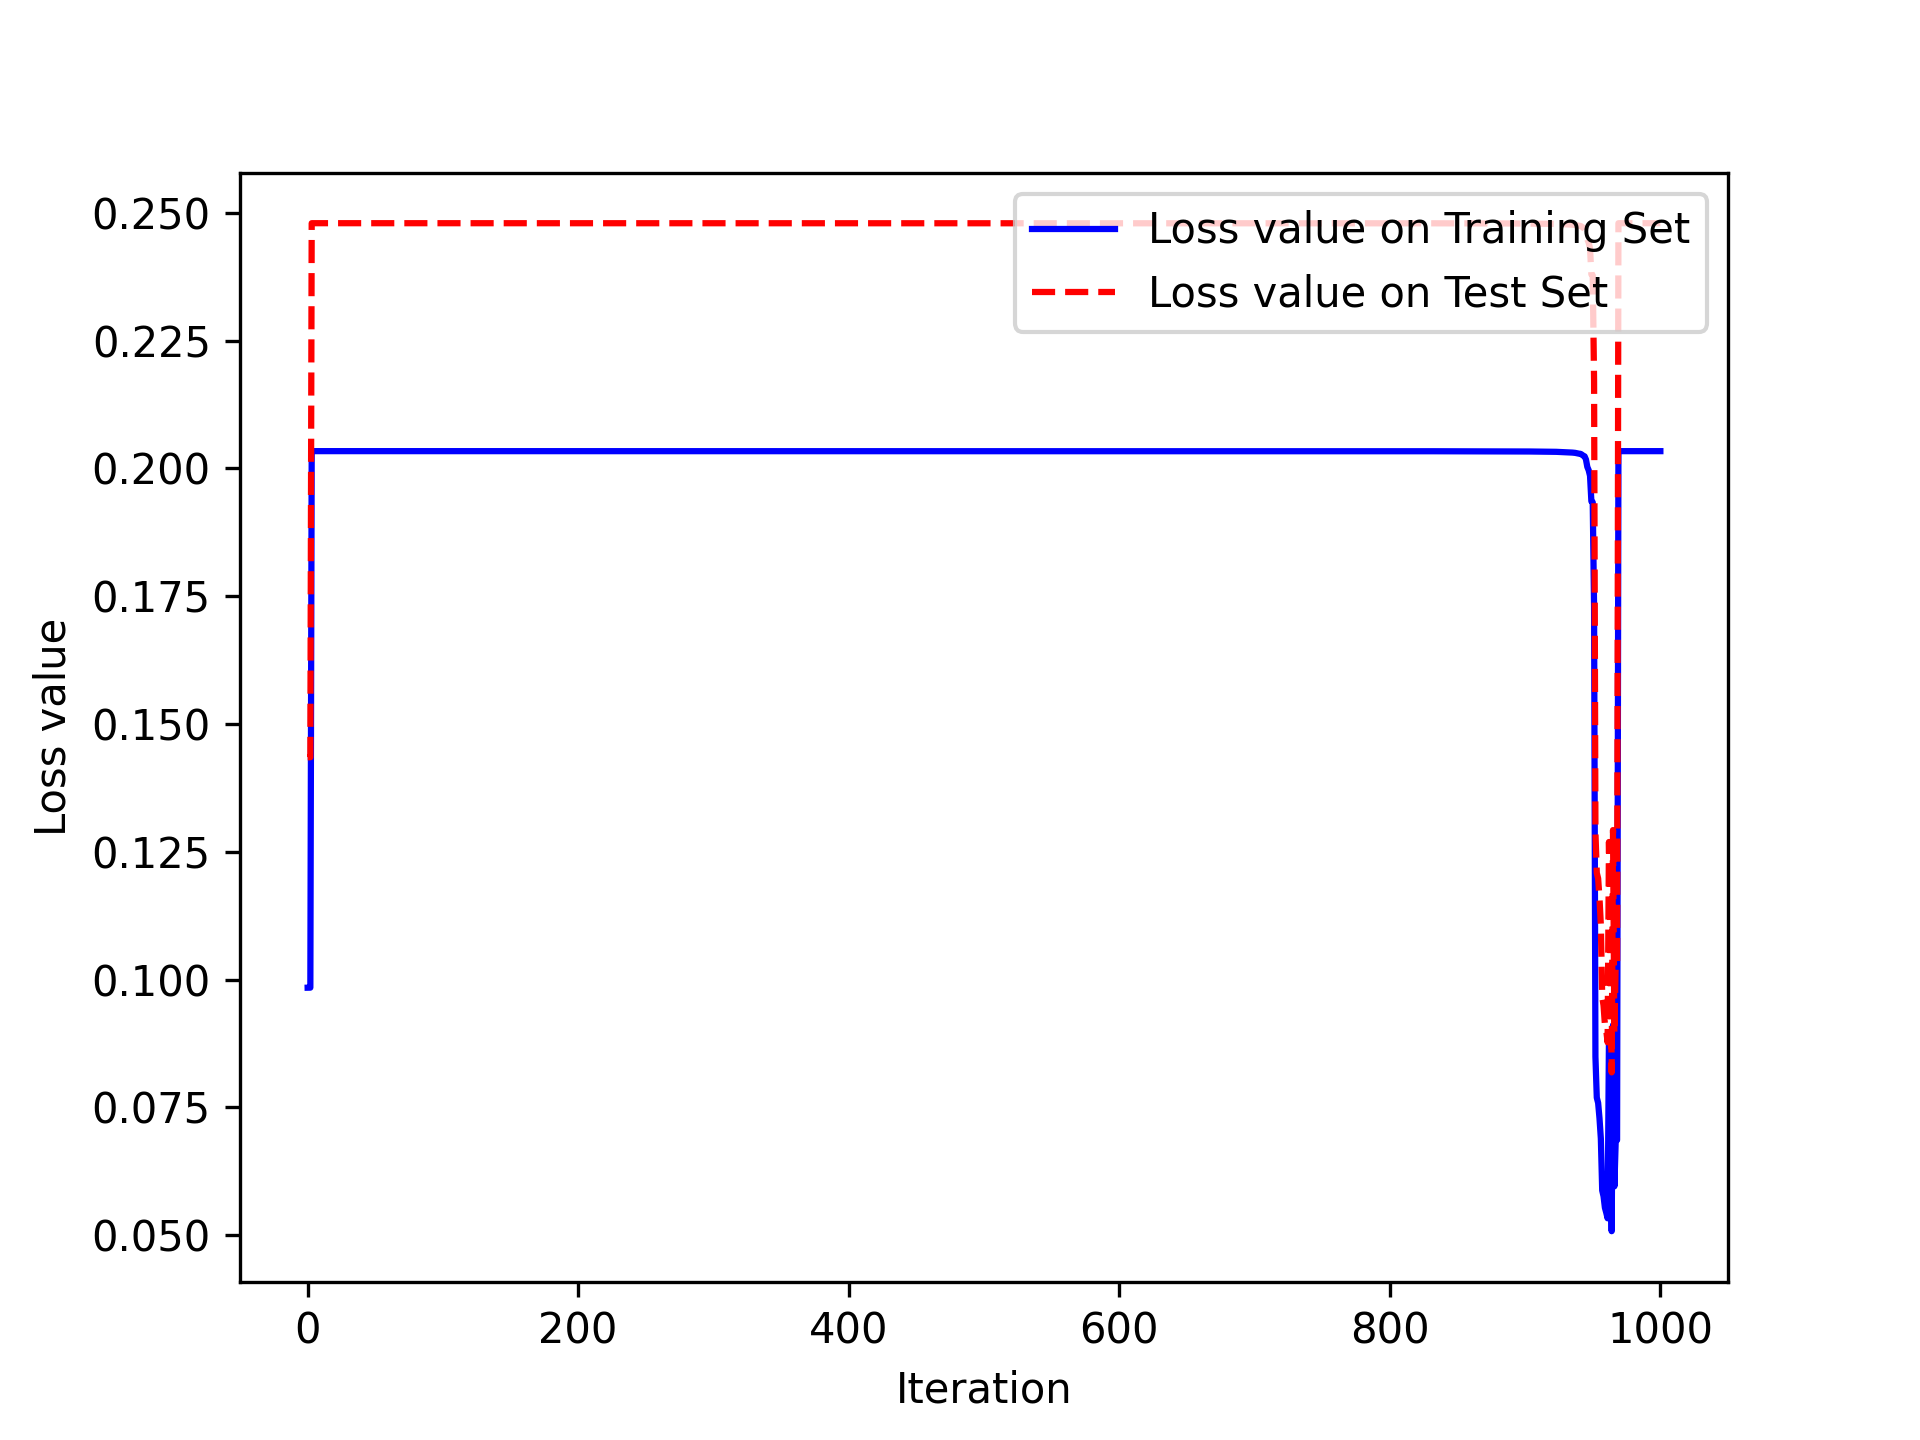 Loss value on Training Set
Loss value on Test Set
0.250
0.225
0.200
0.175
0.150
0.125
0.100
0.075
0.050
Loss value
0 200 400 600 800 1000
Iteration